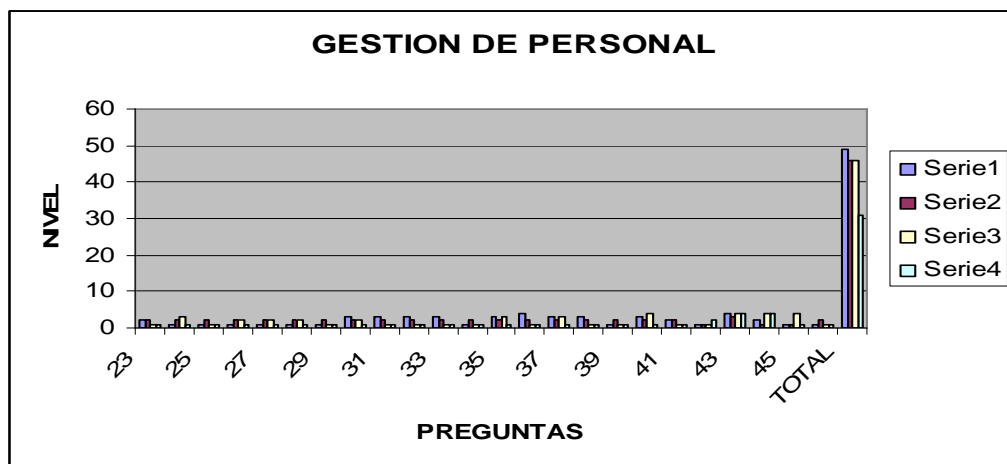 GESTION DE PERSONAL
NIVEL
60
50
40
30
20
10
0
23
25
27
29
31
33
35
37
39
41
43
45
TOTAL
PREGUNTAS
Serie1
Serie2
Serie3
Serie4